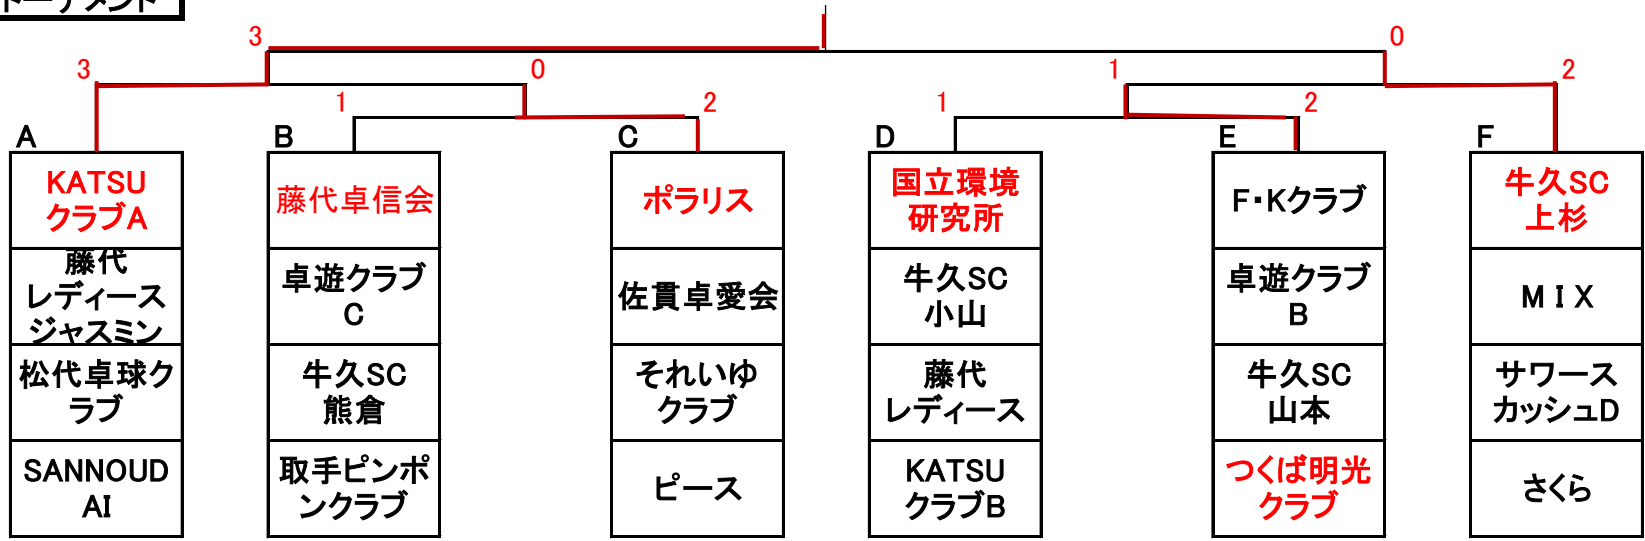 トーナメント
3
0
3
0
1
2
1
2
1
2
A
B
C
D
E
F
KATSU
クラブA
藤代卓信会
ポラリス
国立環境
研究所
F・Kクラブ
牛久SC
上杉
藤代
レディース
ジャスミン
卓遊クラブ
C
佐貫卓愛会
牛久SC
小山
卓遊クラブ
B
MIX
松代卓球ク
ラブ
牛久SC
熊倉
それいゆ
クラブ
藤代
レディース
牛久SC
山本
サワース
カッシュD
SANNOUD
AI
取手ピンポ
ンクラブ
ピース
KATSU
クラブB
つくば明光
クラブ
さくら